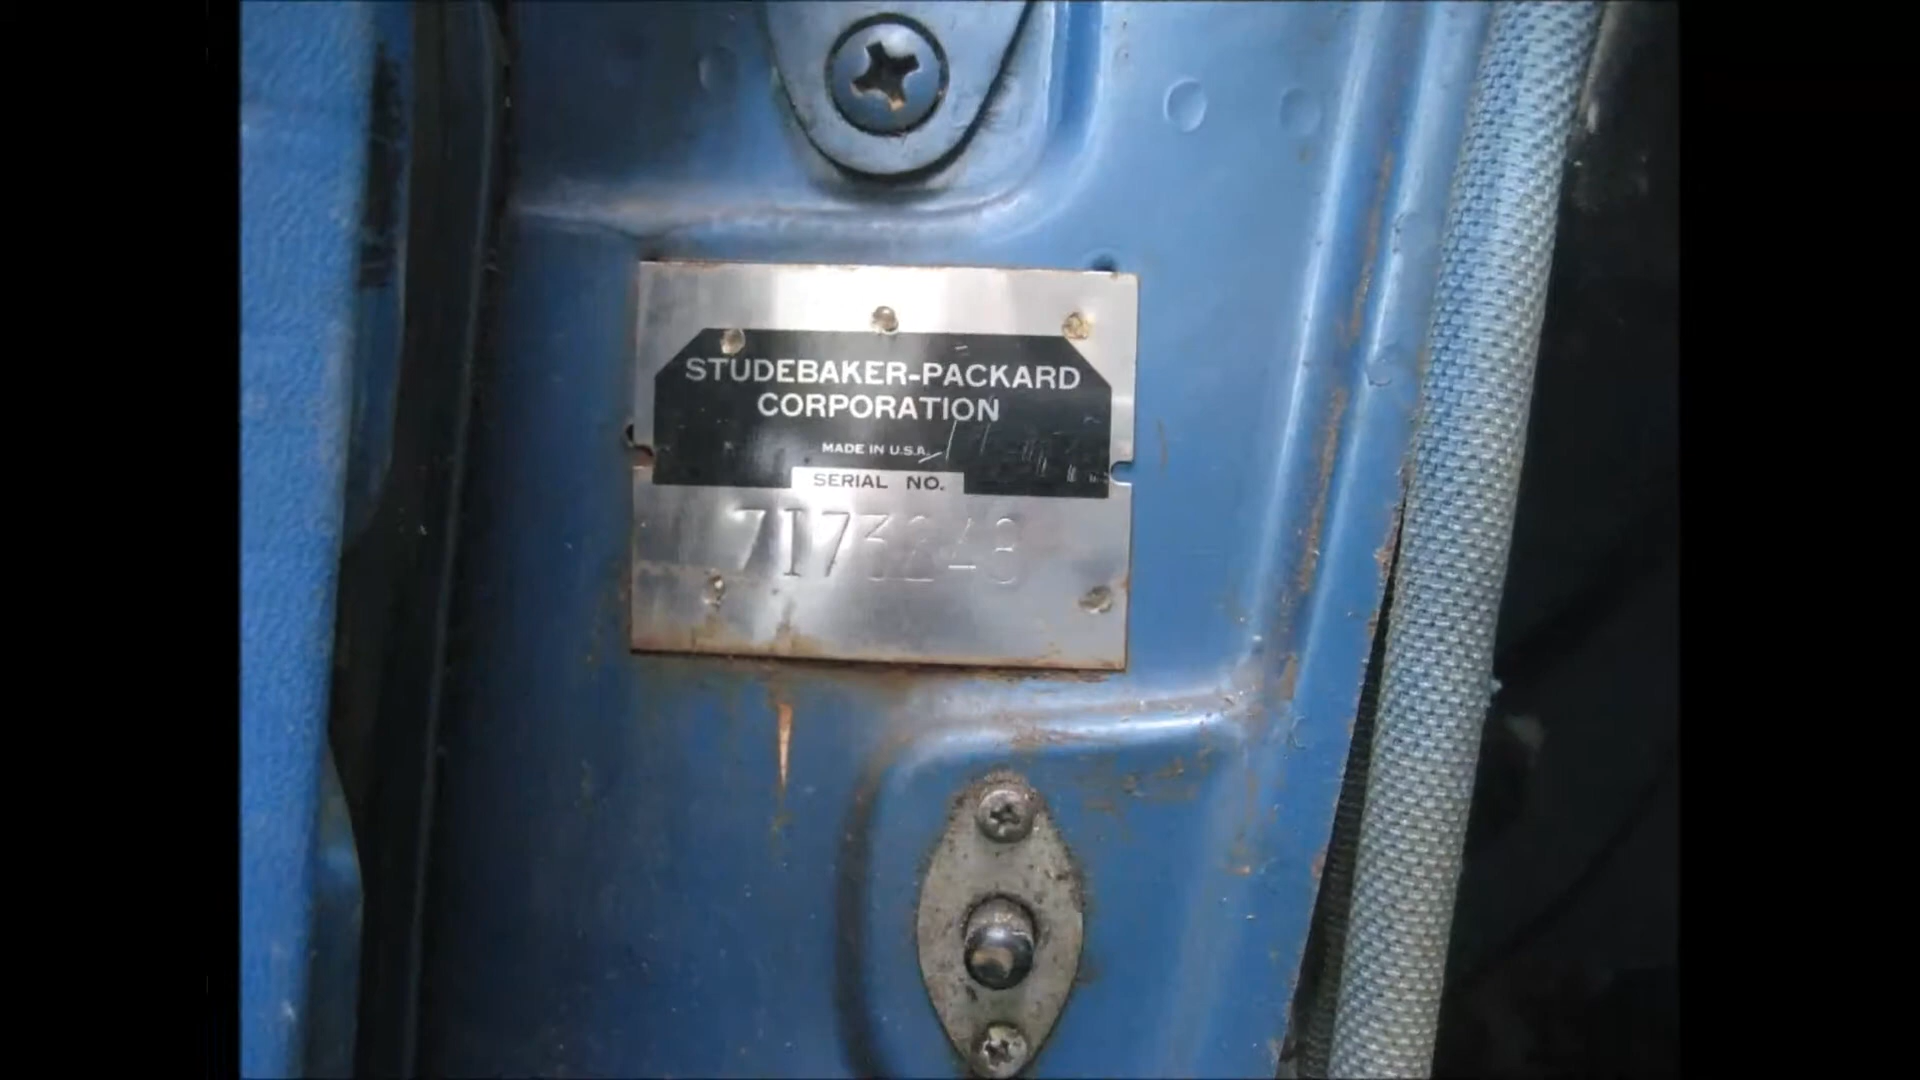 STUDEBAKER-PACKARD
CORPORATION
MADE IN U.S.A.
SERIAL NO.
7173248